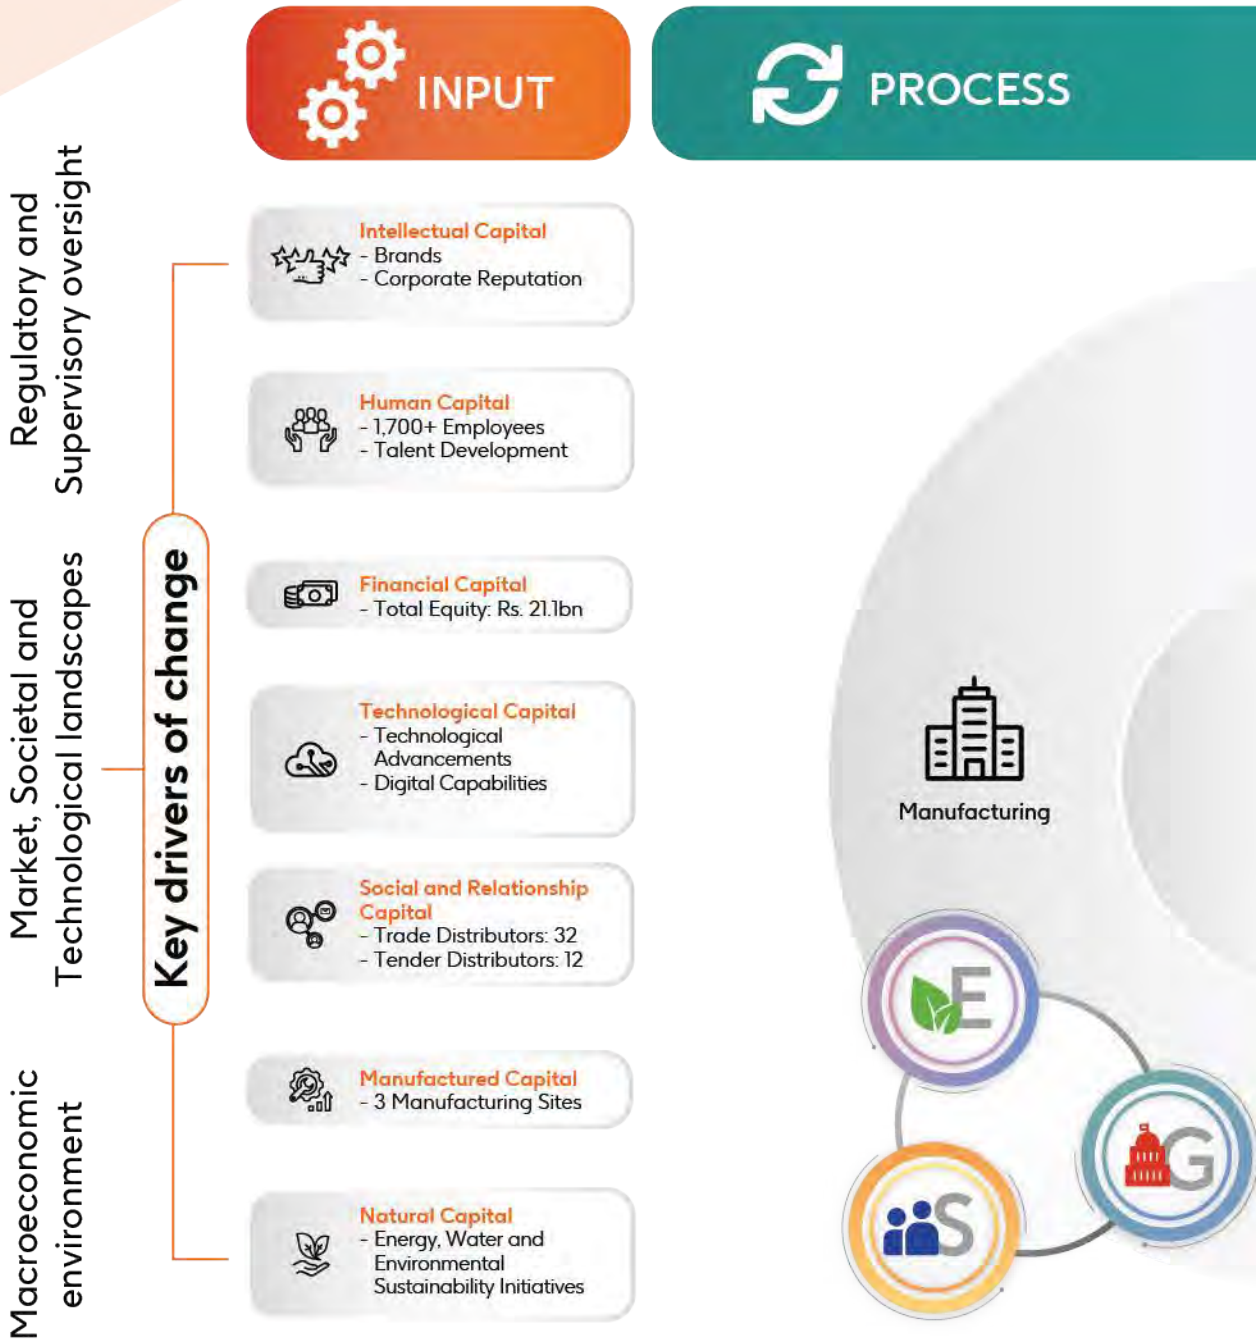 INPUT
PROCESS
Regulatory and
Supervisory oversight
Market, Societal and
Technological landscapes
Macroeconomic
environment
Key drivers of change
Intellectual Capital
- Brands
- Corporate Reputation
Human Capital
- 1,700+ Employees
- Talent Development
Financial Capital
- Total Equity: Rs. 21.1bn
Technological Capital
- Technological
Advancements
- Digital Capabilities
Social and Relationship
Capital
- Trade Distributors: 32
- Tender Distributors: 12
Manufactured Capital
- 3 Manufacturing Sites
Natural Capital
- Energy, Water and
Environmental
Sustainability Initiatives
Manufacturing
E
G
S